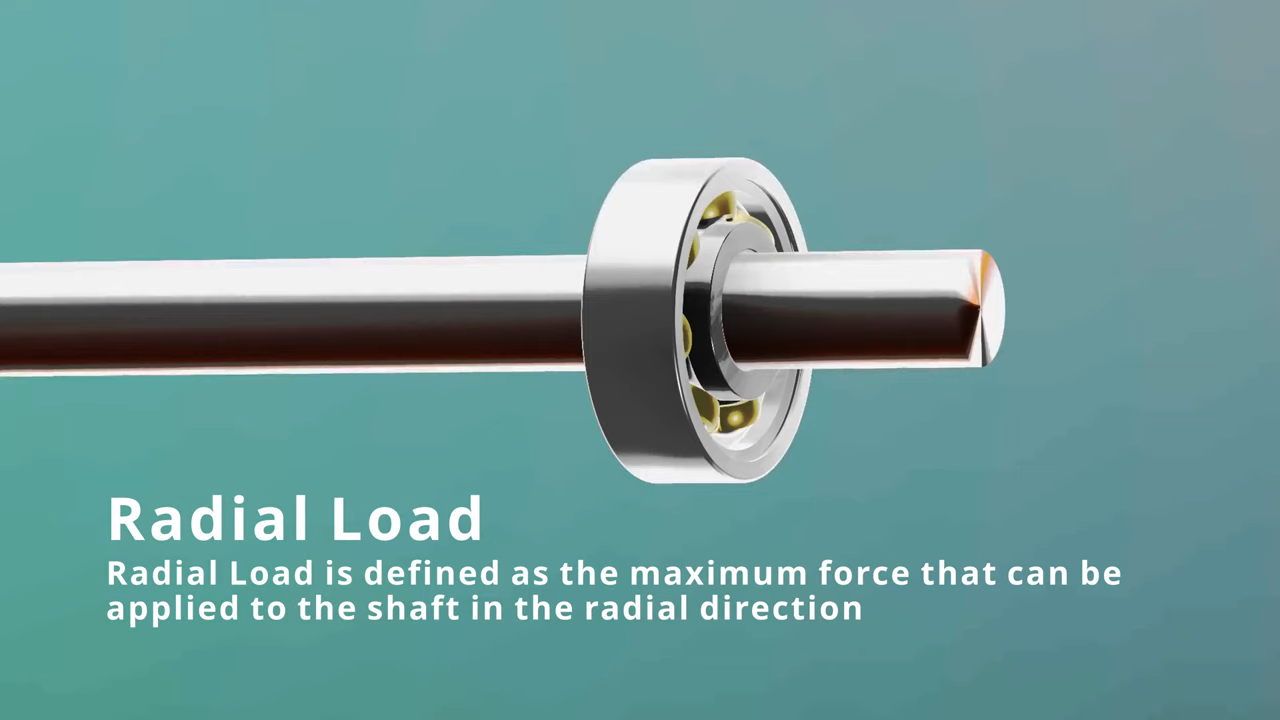 Radial Load
Radial Load is defined as the maximum force that can be
applied to the shaft in the radial direction